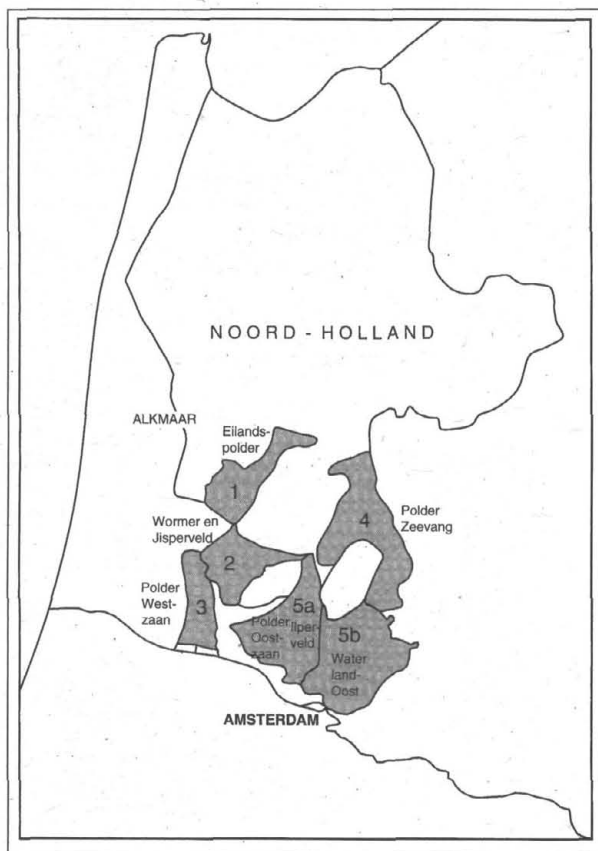 NOORD - HOLLAND
ALKMAAR
Eilands-
polder
1
Wormer en
Jisperveld
2
Polder
Zeevang
4
Polder
West-
zaan
3
5a
Ilper-
veld
Polder
Oost-
zaan
5b
Water
land-
Oost
AMSTERDAM